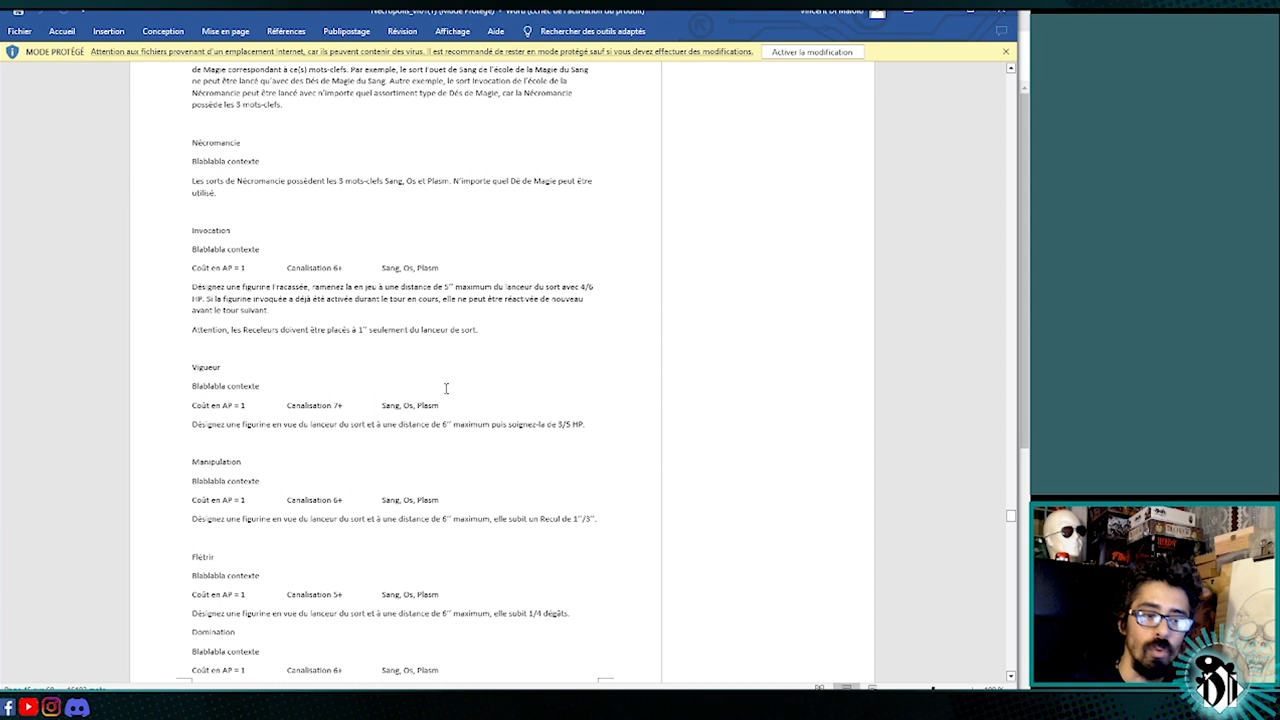 Necropolis_v101(1) (Mode Protégé) - Word (Échec de l'activation du produit)
Vincent Di Maiolo
Fichier Accueil Insertion Conception Mise en page Références Publipostage Révision Affichage Aide Rechercher des outils adaptés
MODE PROTÉGÉ Attention aux fichiers provenant d'un emplacement Internet, car ils peuvent contenir des virus. Il est recommandé de rester en mode protégé sauf si vous devez effectuer des modifications. Activer la modification
de Magie correspondant à ce(s) mots-clefs. Par exemple, le sort Fouet de Sang de l'école de la Magie du Sang
ne peut être lancé qu'avec des Dés de Magie du Sang. Autre exemple, le sort Invocation de l'école de la
Nécromancie peut être lancé avec n'importe quel assortiment type de Dés de Magie, car la Nécromancie
possède les 3 mots-clefs.
Nécromancie
Blablabla contexte
Les sorts de Nécromancie possèdent les 3 mots-clefs Sang, Os et Plasm. N'importe quel Dé de Magie peut être
utilisé.
Invocation
Blablabla contexte
Coût en AP = 1 Canalisation 6+ Sang, Os, Plasm
Désignez une figurine Fracassée, ramenez la en jeu à une distance de 5'' maximum du lanceur du sort avec 4/6
HP. Si la figurine invoquée a déjà été activée durant le tour en cours, elle ne peut être réactivée de nouveau
avant le tour suivant.
Attention, les Receleurs doivent être placés à 1'' seulement du lanceur de sort.
Vigueur
Blablabla contexte
Coût en AP = 1 Canalisation 7+ Sang, Os, Plasm
Désignez une figurine en vue du lanceur du sort et à une distance de 6'' maximum puis soignez-la de 3/5 HP.
Manipulation
Blablabla contexte
Coût en AP = 1 Canalisation 6+ Sang, Os, Plasm
Désignez une figurine en vue du lanceur du sort et à une distance de 6'' maximum, elle subit un Recul de 1''/3''.
Flétrir
Blablabla contexte
Coût en AP = 1 Canalisation 5+ Sang, Os, Plasm
Désignez une figurine en vue du lanceur du sort et à une distance de 6'' maximum, elle subit 1/4 dégâts.
Domination
Blablabla contexte
Coût en AP = 1 Canalisation 6+ Sang, Os, Plasm